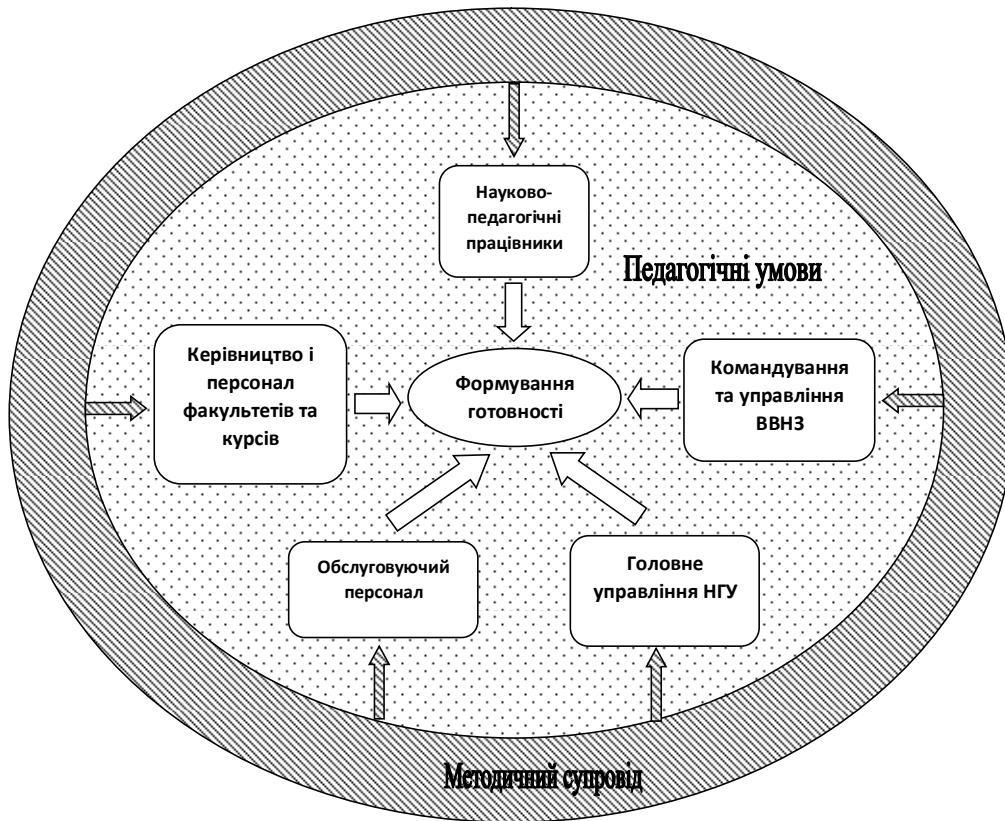 Науково-
педагогічні
працівники
Педагогічні умови
Керівництво і
персонал
факультетів та
курсів
Формування
готовності
Командування
та управління
ВВНЗ
Обслуговуючий
персонал
Головне
управління НГУ
Методичний супровід